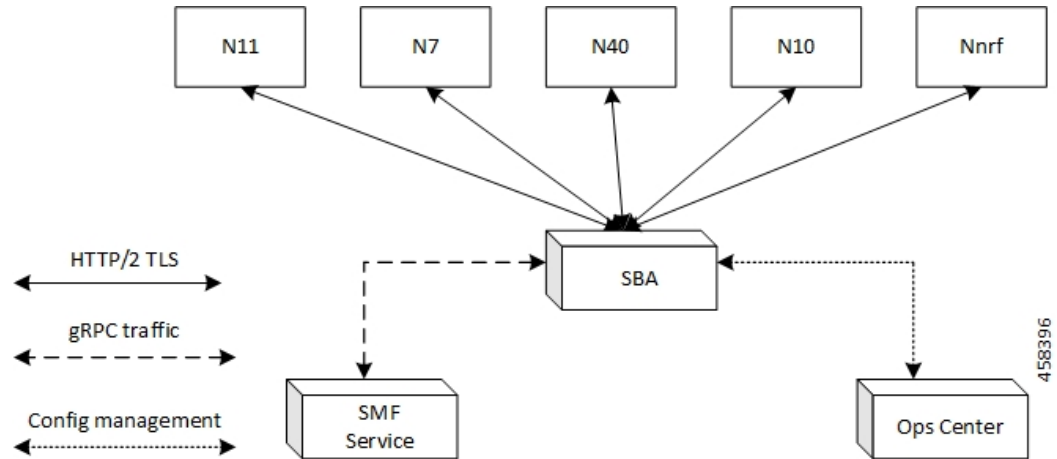 N11
N7
N40
N10
Nnrf
HTTP/2 TLS
SBA
gRPC traffic
458396
Config management
SMF
Service
Ops Center